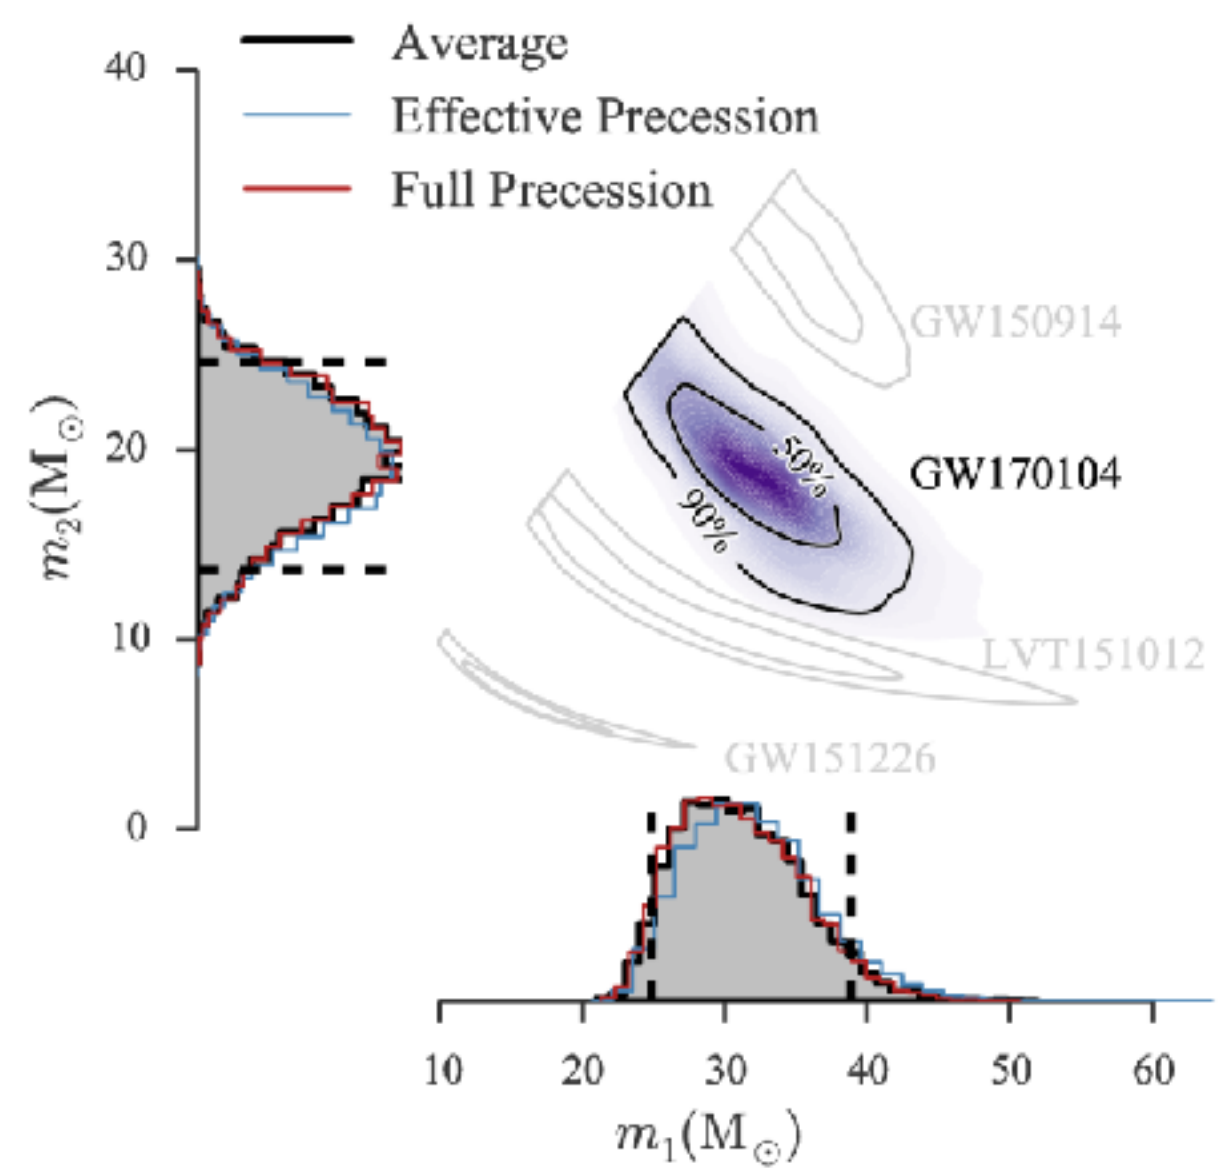 Average
Effective Precession
Full Precession
40
30
20
10
0
m₂(M⊙)
GW150914
GW170104
50%
90%
LVT151012
GW151226
10 20 30 40 50 60
m₁(M⊙)